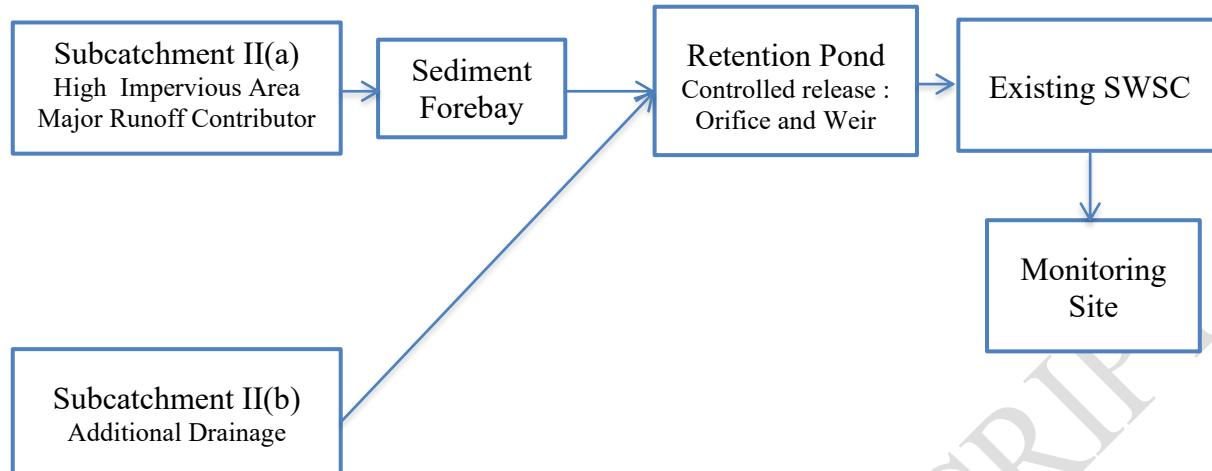 Subcatchment II(a)
High Impervious Area
Major Runoff Contributor
Sediment
Forebay
Retention Pond
Controlled release :
Orifice and Weir
Existing SWSC
Monitoring
Site
Subcatchment II(b)
Additional Drainage